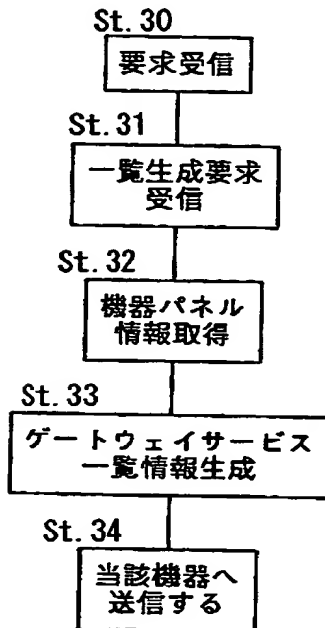 St.30
要求受信
St.31
一覧生成要求
受信
St.32
機器パネル
情報取得
St.33
ゲートウェイサービス
一覧情報生成
St.34
当該機器へ
送信する